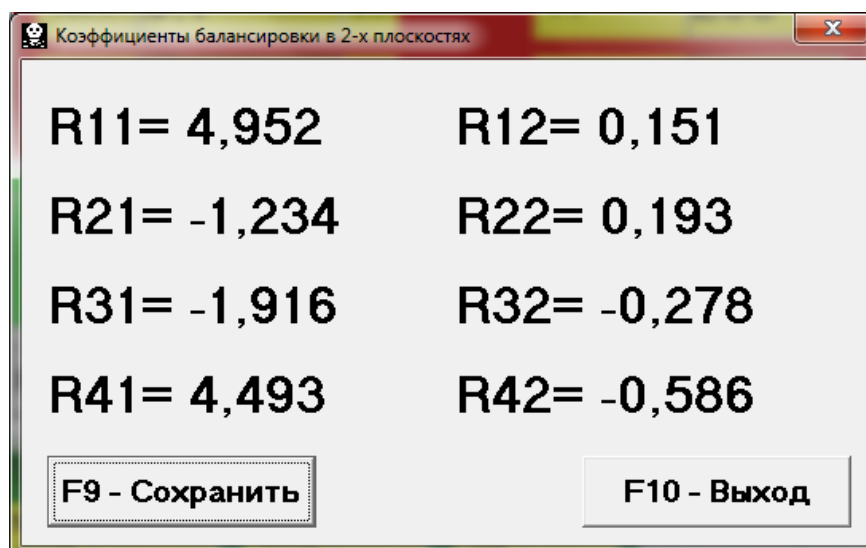 Коэффициенты балансировки в 2-х плоскостях
R11= 4,952 R12= 0,151
R21= -1,234 R22= 0,193
R31= -1,916 R32= -0,278
R41= 4,493 R42= -0,586
F9 - Сохранить F10 - Выход